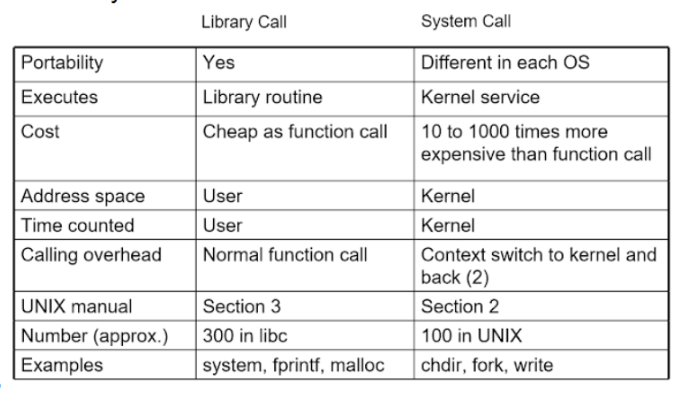 Library Call System Call
Portability Yes Different in each OS
Executes Library routine Kernel service
Cost Cheap as function call 10 to 1000 times more
expensive than function call
Address space User Kernel
Time counted User Kernel
Calling overhead Normal function call Context switch to kernel and
back (2)
UNIX manual Section 3 Section 2
Number (approx.) 300 in libc 100 in UNIX
Examples system, fprintf, malloc chdir, fork, write